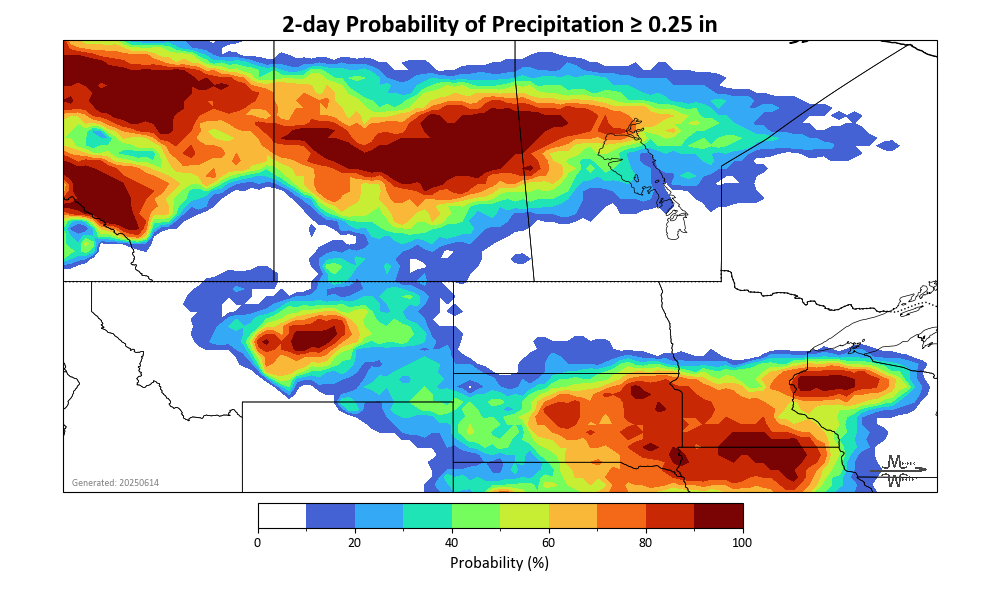 2-day Probability of Precipitation ≥ 0.25 in
Generated: 20250614
0 20 40 60 80 100
Probability (%)